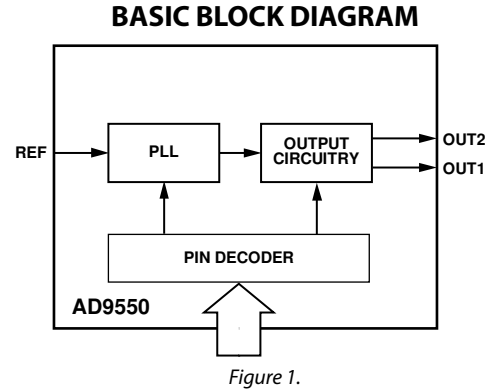 BASIC BLOCK DIAGRAM
OUT2
REF
PLL
OUTPUT
CIRCUITRY
OUT1
PIN DECODER
AD9550
Figure 1.